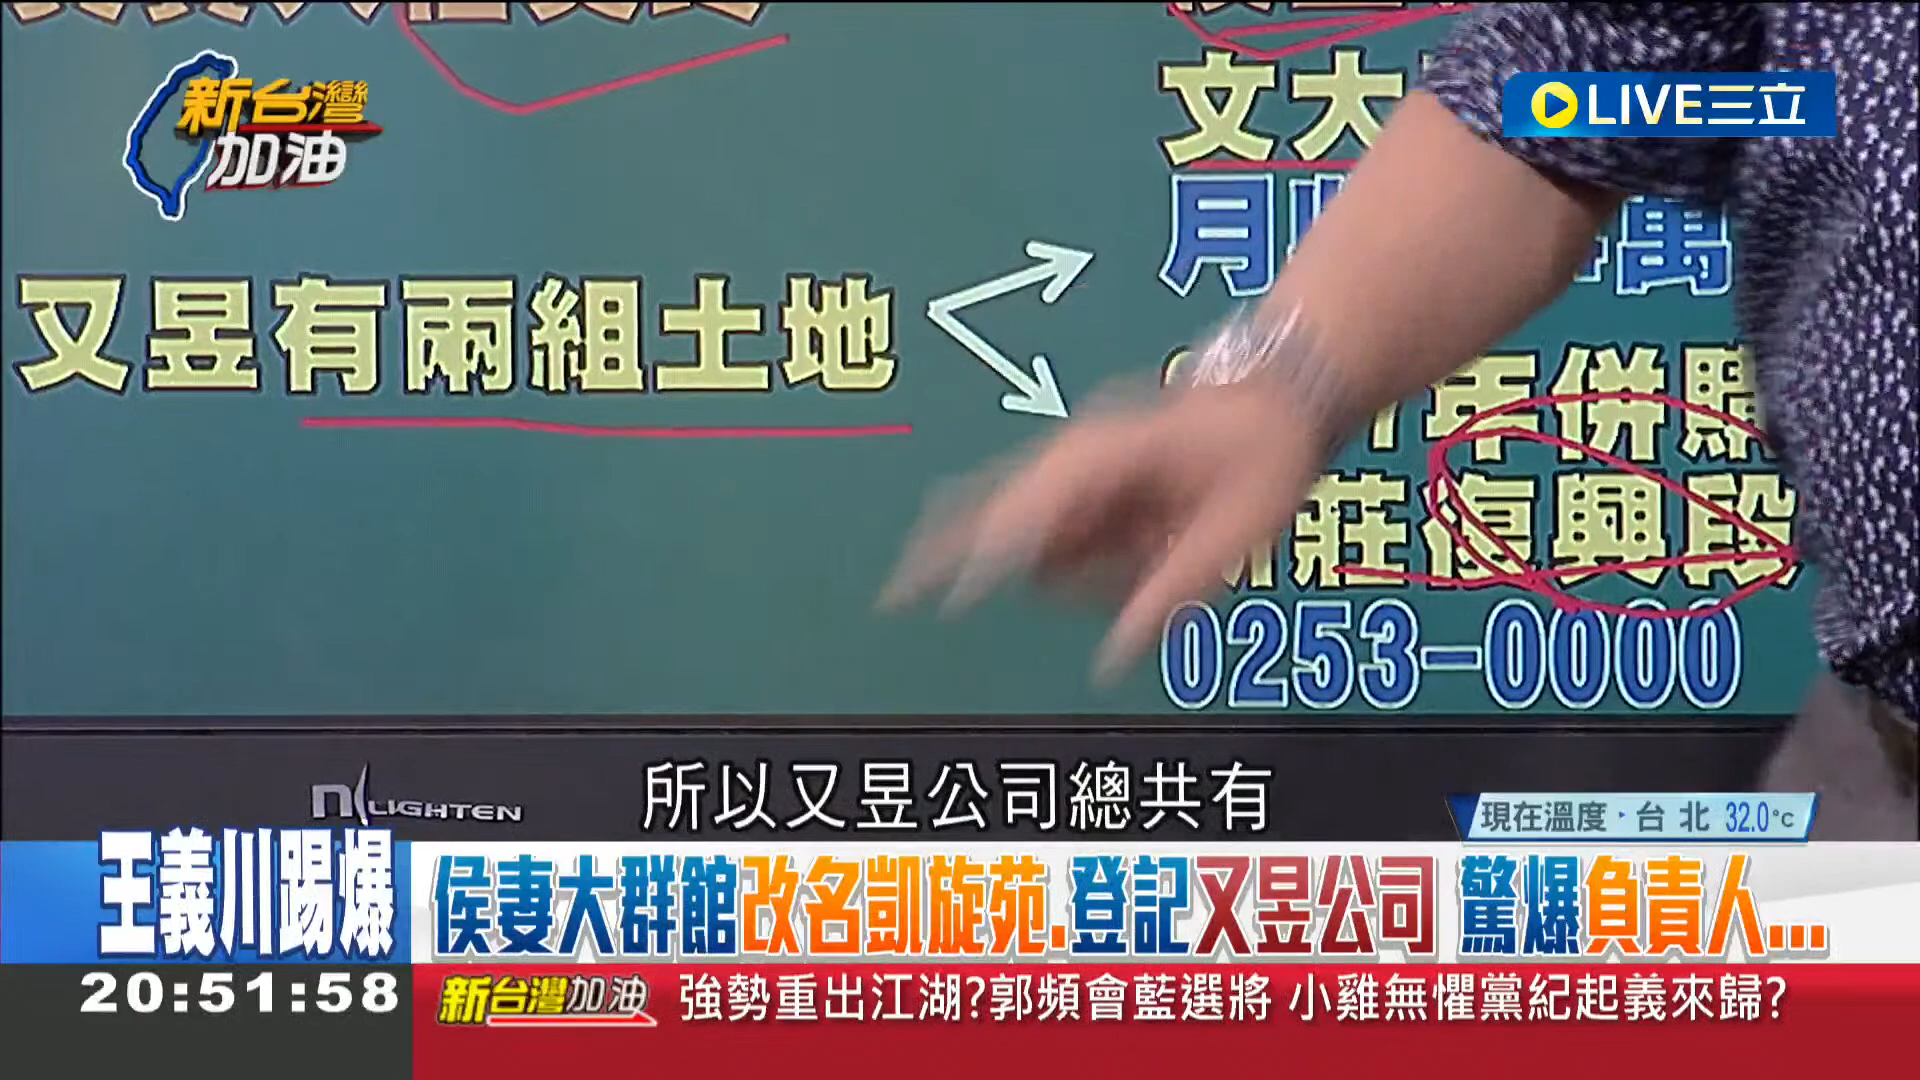 新台灣
加油
LIVE三立
文大
月
萬
又昱有兩組土地
年併購
莊復興段
0253-0000
NLIGHTEN
所以又昱公司總共有
現在溫度 台北 32.0°c
王義川踢爆
侯妻大群館改名凱旋苑.登記又昱公司 驚爆負責人...
20:51:58
新台灣加油
強勢重出江湖?郭頻會藍選將 小雞無懼黨紀起義來歸?